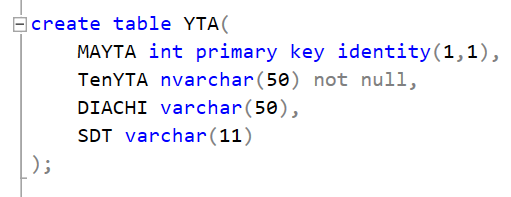 create table YTA(
MAYTA int primary key identity(1,1),
TenYTA nvarchar(50) not null,
DIACHI varchar(50),
SDT varchar(11)
);